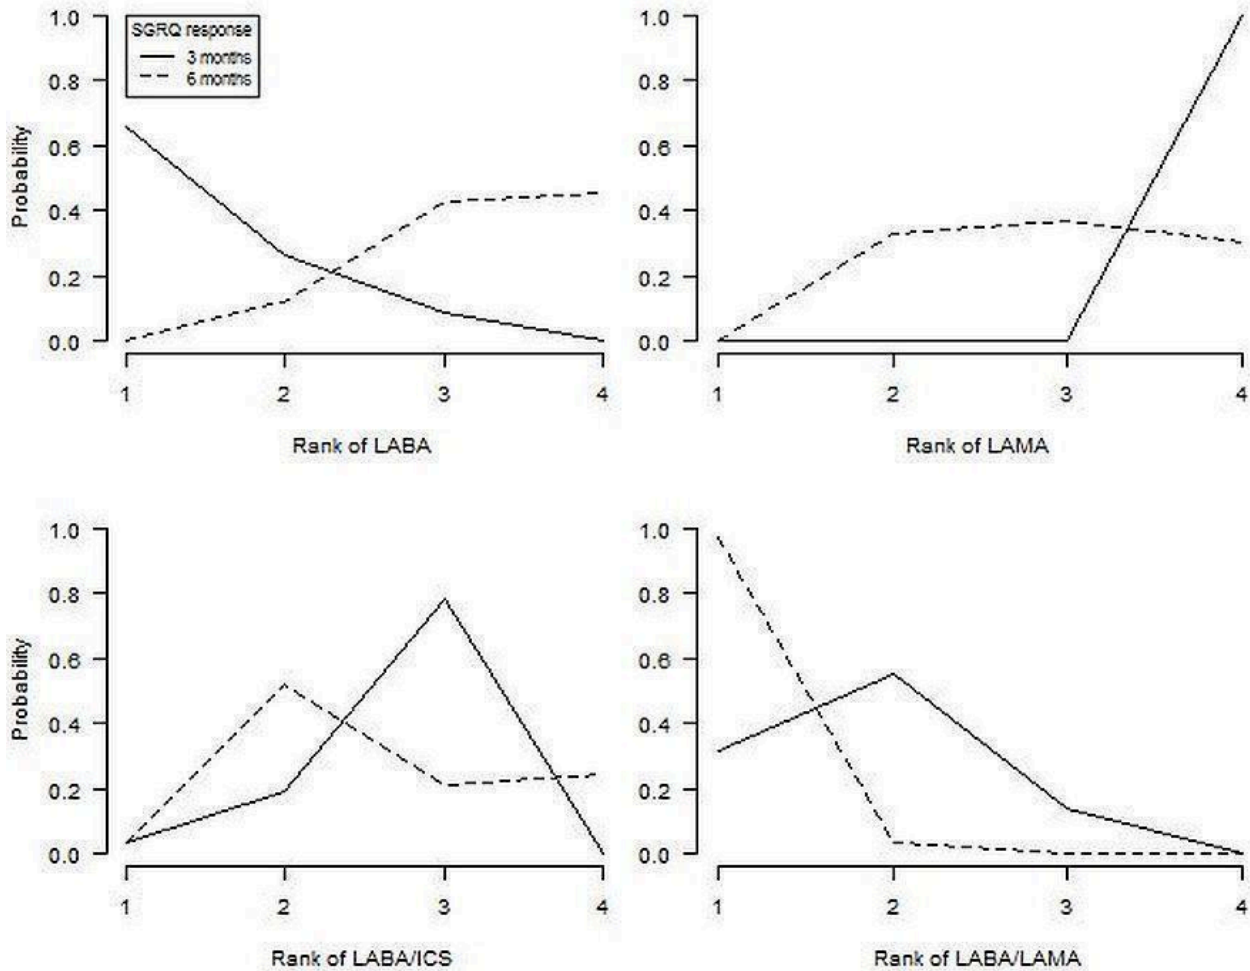 SGRQ response
3 months
6 months
Probability
1.0
0.8
0.6
0.4
0.2
0.0
1 2 3 4
Rank of LABA
1.0
0.8
0.6
0.4
0.2
0.0
1 2 3 4
Rank of LAMA
Probability
1.0
0.8
0.6
0.4
0.2
0.0
1 2 3 4
Rank of LABA/ICS
1.0
0.8
0.6
0.4
0.2
0.0
1 2 3 4
Rank of LABA/LAMA